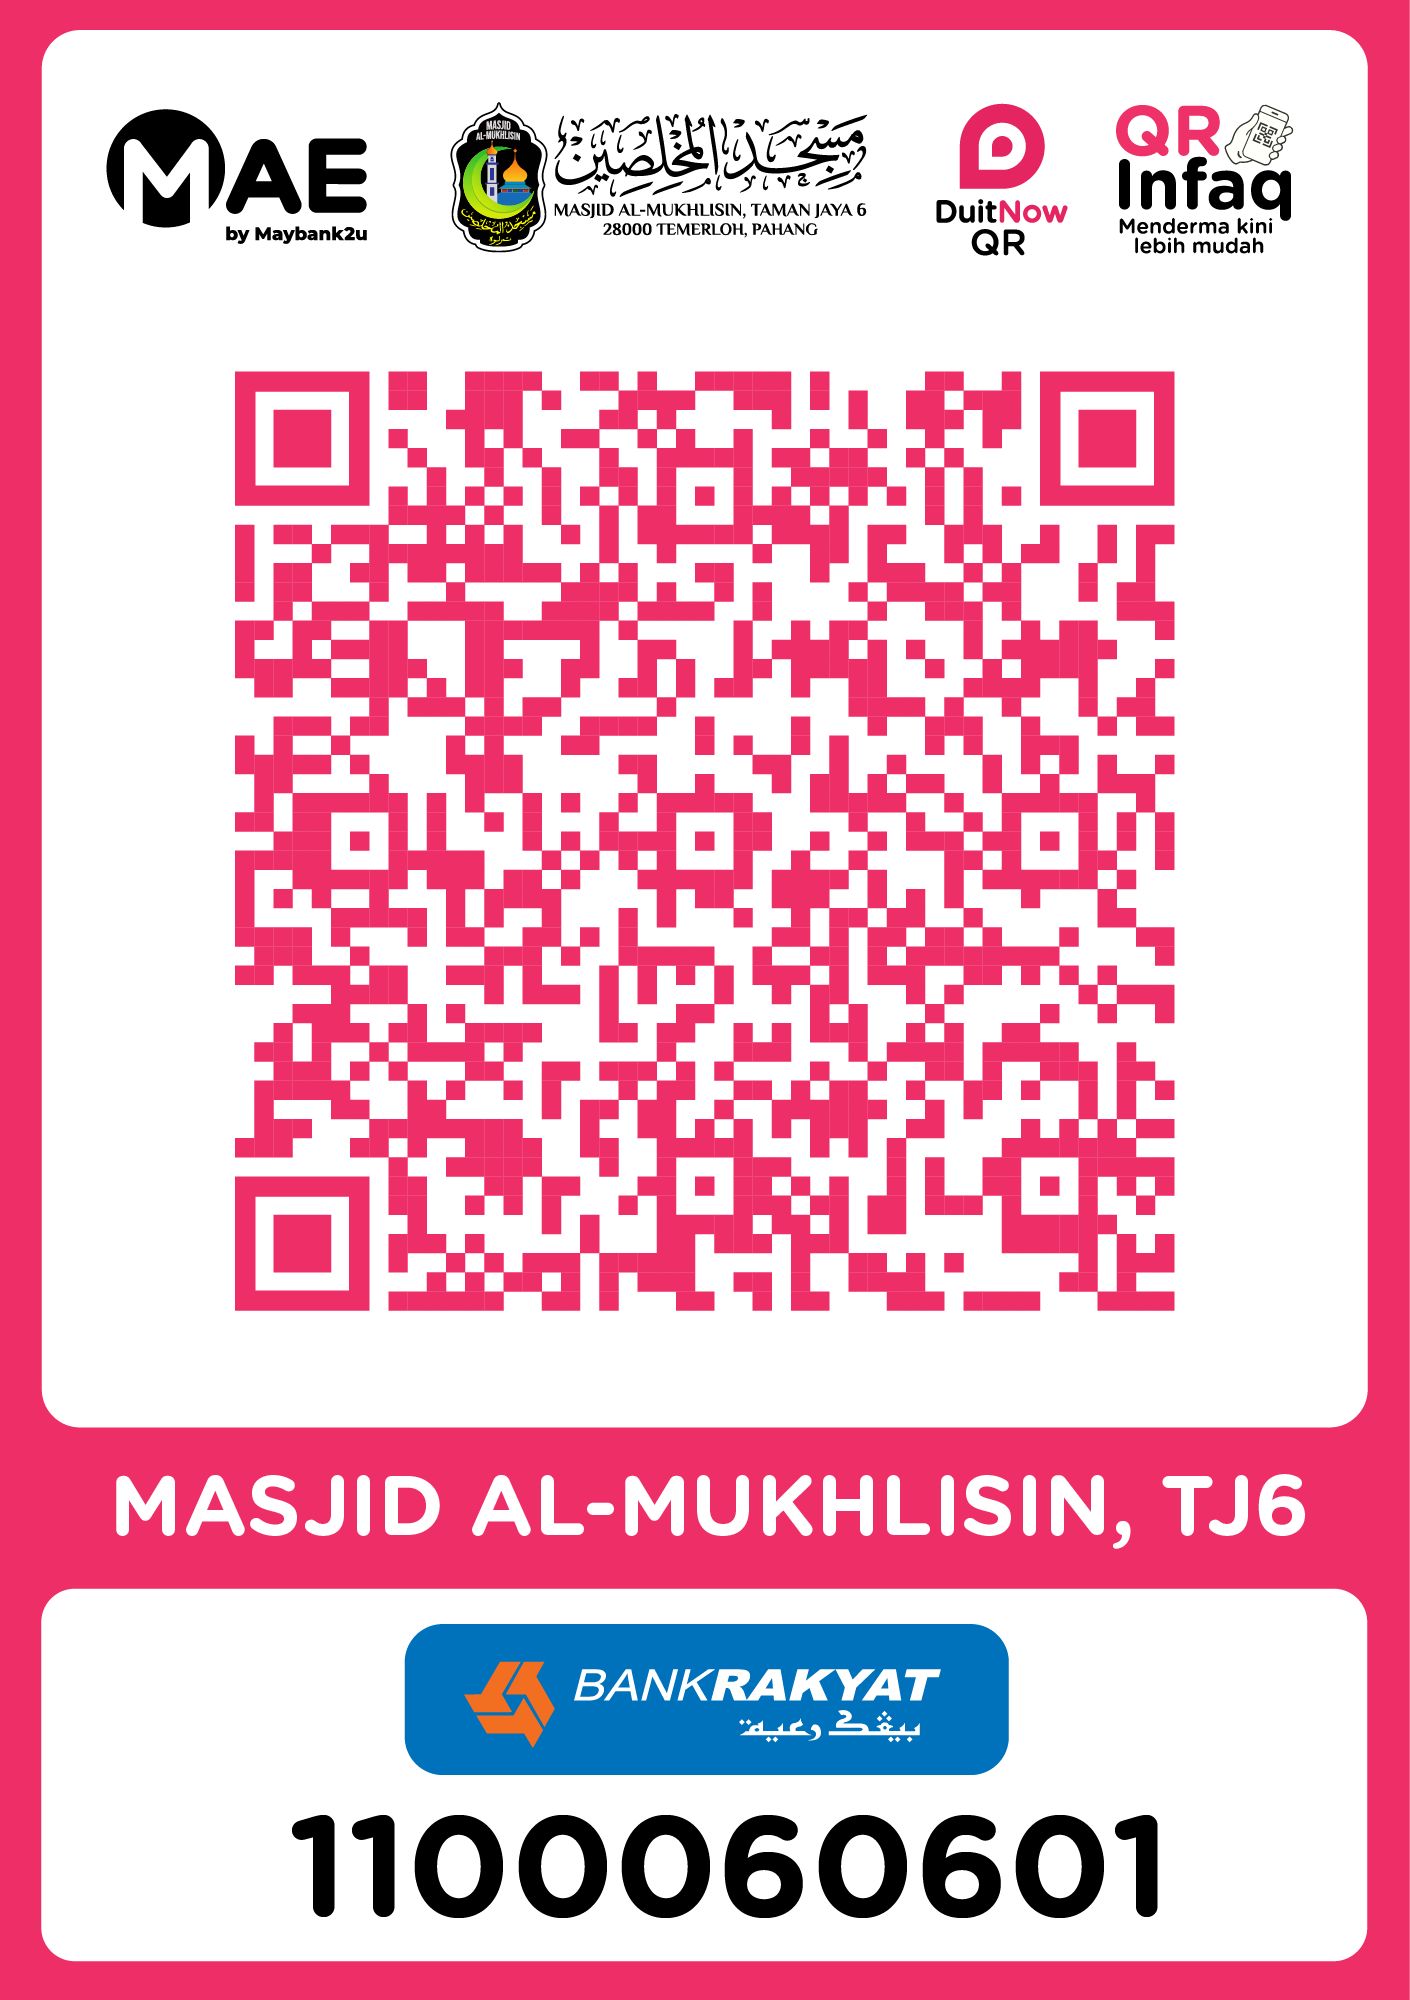 MAE
by Maybank2u
MASJID
AL-MUKHLISIN
مسجد المخلصين
MASJID AL-MUKHLISIN, TAMAN JAYA 6
28000 TEMERLOH, PAHANG
DuitNow
QR
QR
Infaq
Menderma kini
lebih mudah
MASJID AL-MUKHLISIN, TJ6
BANKRAKYAT
بيڠک رعية
1100060601